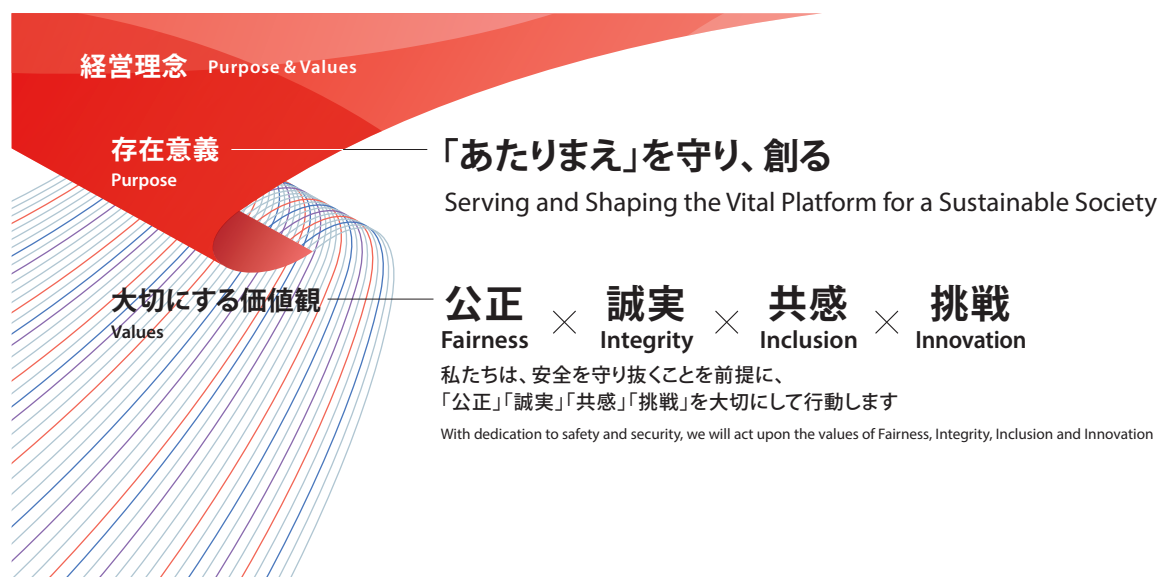 経営理念 Purpose & Values
存在意義
Purpose
「あたりまえ」を守り、創る
Serving and Shaping the Vital Platform for a Sustainable Society
大切にする価値観
Values
公正 × 誠実 × 共感 × 挑戦
Fairness Integrity Inclusion Innovation
私たちは、安全を守り抜くことを前提に、
「公正」「誠実」「共感」「挑戦」を大切にして行動します
With dedication to safety and security, we will act upon the values of Fairness, Integrity, Inclusion and Innovation